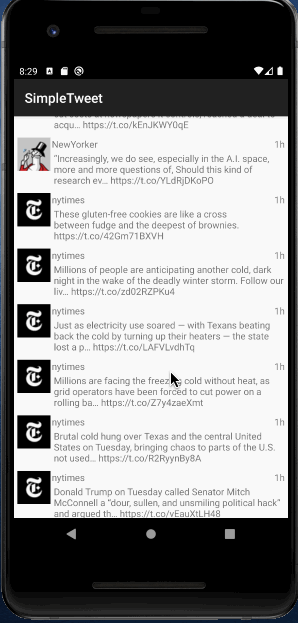 8:29
SimpleTweet
acqu... https://t.co/kEnJKWY0qE
NewYorker 1h
"Increasingly, we do see, especially in the A.I. space,
more and more questions of, Should this kind of
research ev... https://t.co/YLdRjDKoPO
nytimes 1h
These gluten-free cookies are like a cross
between fudge and the deepest of brownies.
https://t.co/42Gm71BXVH
nytimes 1h
Millions of people are anticipating another cold, dark
night in the wake of the deadly winter storm. Follow our
liv... https://t.co/zd02RZPKu4
nytimes 1h
Just as electricity use soared — with Texans beating
back the cold by turning up their heaters — the state
lost a p... https://t.co/LAFVLvdhTq
nytimes 1h
Millions are facing the freezing cold without heat, as
grid operators have been forced to cut power on a
rolling ba... https://t.co/Z7y4zaeXmt
nytimes 1h
Brutal cold hung over Texas and the central United
States on Tuesday, bringing chaos to parts of the U.S.
not used... https://t.co/R2RyynBy8A
nytimes 1h
Donald Trump on Tuesday called Senator Mitch
McConnell a "dour, sullen, and unsmiling political hack"
and argued th... https://t.co/vEauXtLH48